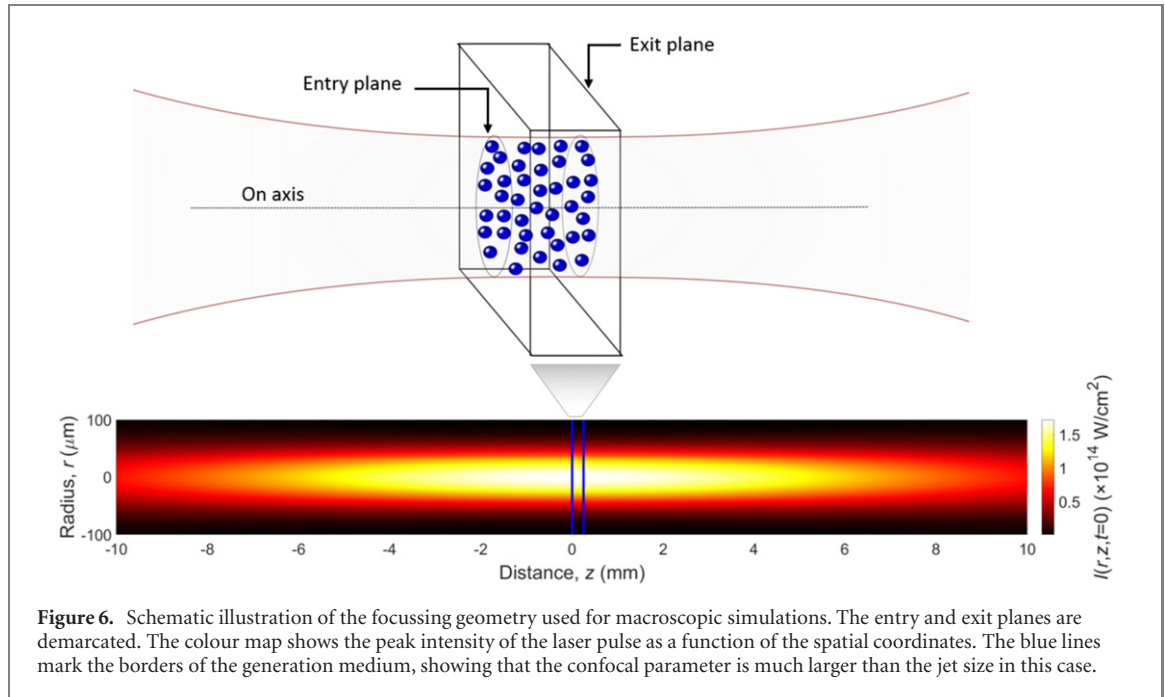 Exit plane
Entry plane
On axis
Radius, r (μm)
100
0
-100
-10 -8 -6 -4 -2 0 2 4 6 8 10
Distance, z (mm)
1.5
1
0.5
I(r,z,t=0) (×10¹⁴ W/cm²)
Figure 6. Schematic illustration of the focussing geometry used for macroscopic simulations. The entry and exit planes are
demarcated. The colour map shows the peak intensity of the laser pulse as a function of the spatial coordinates. The blue lines
mark the borders of the generation medium, showing that the confocal parameter is much larger than the jet size in this case.